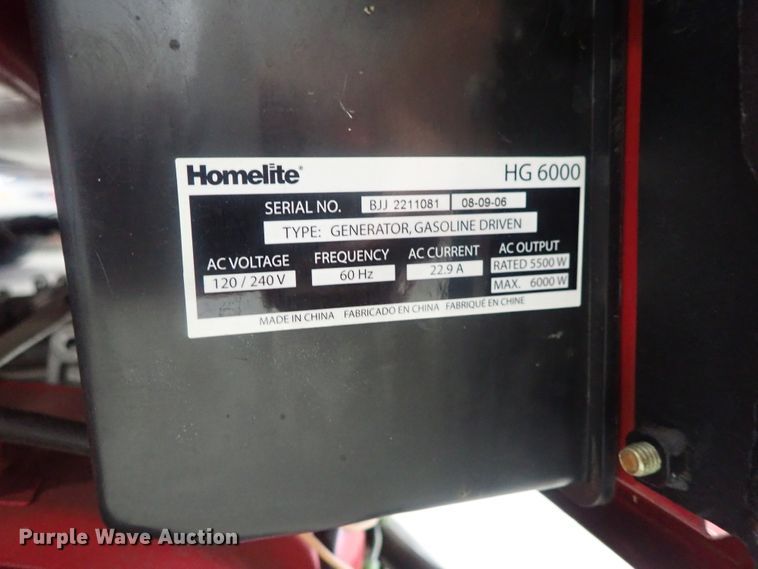 Homelite® HG 6000
SERIAL NO. BJJ 2211081 08-09-06
TYPE: GENERATOR, GASOLINE DRIVEN
AC VOLTAGE FREQUENCY AC CURRENT AC OUTPUT
120 / 240 V 60 Hz 22.9 A RATED 5500 W
MAX. 6000 W
MADE IN CHINA FABRICADO EN CHINA FABRIQUÉ EN CHINE
Purple Wave Auction